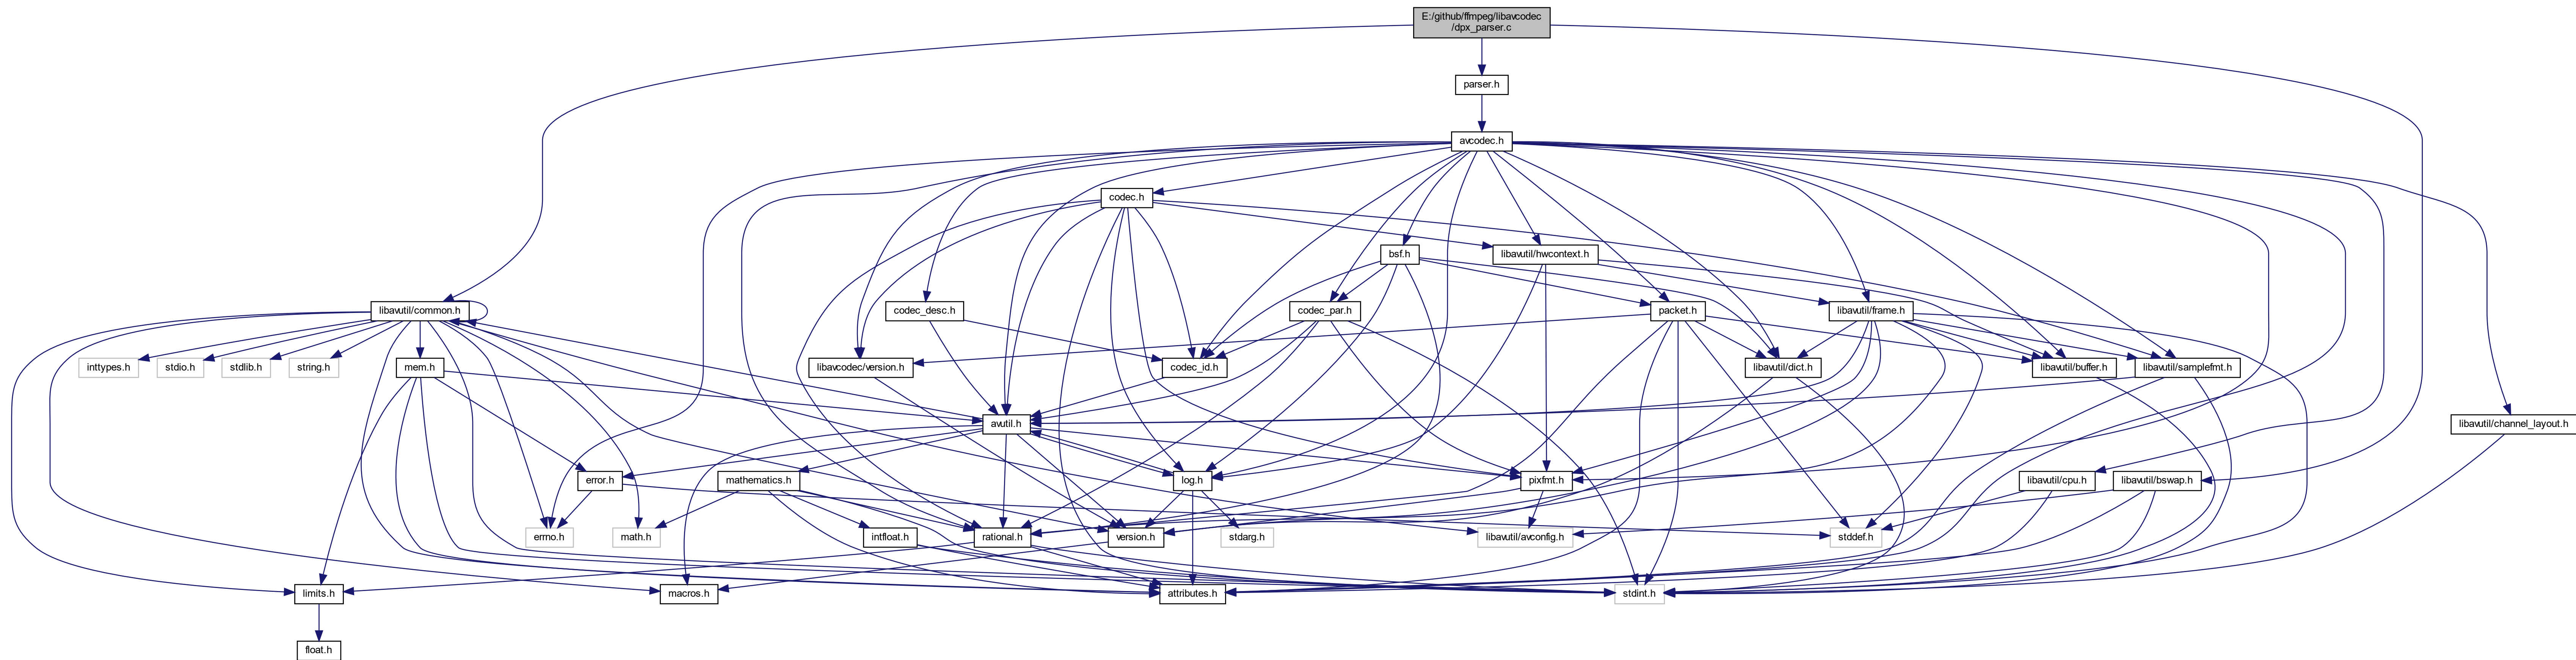 E:/github/ffmpeg/libavcodec
/dpx_parser.c
parser.h
avcodec.h
codec.h
bsf.h
libavutil/hwcontext.h
libavutil/common.h
codec_desc.h
codec_par.h
packet.h
libavutil/frame.h
inttypes.h
stdio.h
stdlib.h
string.h
mem.h
libavcodec/version.h
codec_id.h
libavutil/dict.h
libavutil/buffer.h
libavutil/samplefmt.h
avutil.h
libavutil/channel_layout.h
error.h
mathematics.h
log.h
pixfmt.h
libavutil/cpu.h
libavutil/bswap.h
errno.h
math.h
intfloat.h
rational.h
version.h
stdarg.h
libavutil/avconfig.h
stddef.h
limits.h
macros.h
attributes.h
stdint.h
float.h